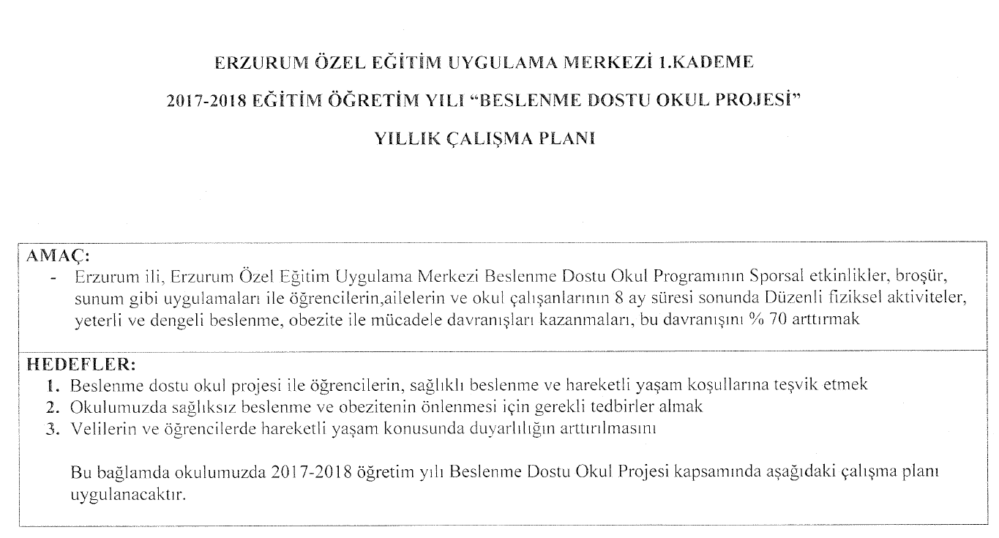 ERZURUM ÖZEL EĞİTİM UYGULAMA MERKEZİ 1.KADEME
2017-2018 EĞİTİM ÖĞRETİM YILI “BESLENME DOSTU OKUL PROJESİ”
YILLIK ÇALIŞMA PLANI
AMAÇ:
- Erzurum ili, Erzurum Özel Eğitim Uygulama Merkezi Beslenme Dostu Okul Programının Sporsal etkinlikler, broşür,
sunum gibi uygulamaları ile öğrencilerin,ailelerin ve okul çalışanlarının 8 ay süresi sonunda Düzenli fiziksel aktiviteler,
yeterli ve dengeli beslenme, obezite ile mücadele davranışları kazanmaları, bu davranışını % 70 arttırmak
HEDEFLER:
1. Beslenme dostu okul projesi ile öğrencilerin, sağlıklı beslenme ve hareketli yaşam koşullarına teşvik etmek
2. Okulumuzda sağlıksız beslenme ve obezitenin önlenmesi için gerekli tedbirler almak
3. Velilerin ve öğrencilerde hareketli yaşam konusunda duyarlılığın arttırılmasını
Bu bağlamda okulumuzda 2017-2018 öğretim yılı Beslenme Dostu Okul Projesi kapsamında aşağıdaki çalışma planı
uygulanacaktır.